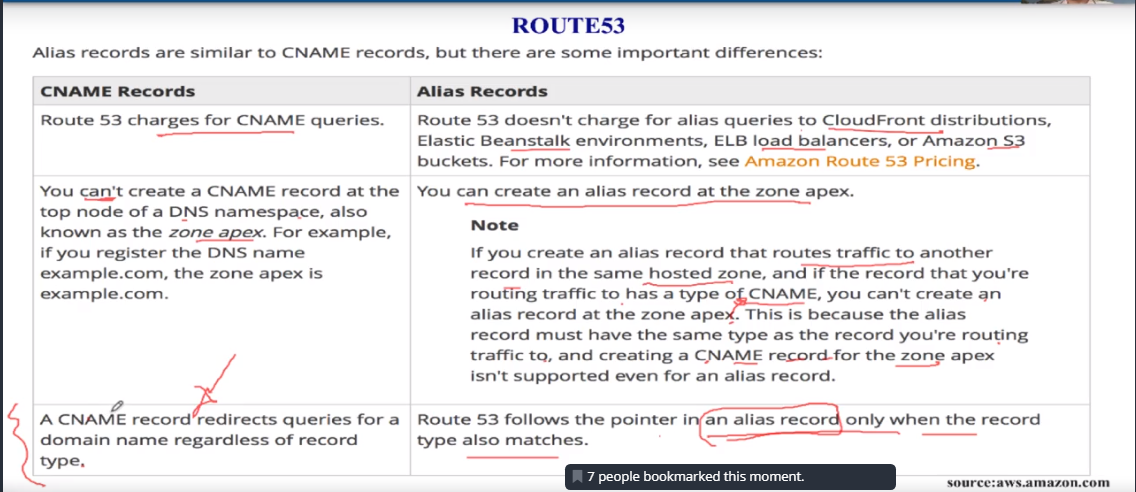 ROUTE53
Alias records are similar to CNAME records, but there are some important differences:
CNAME Records
Alias Records
Route 53 charges for CNAME queries.
Route 53 doesn't charge for alias queries to CloudFront distributions,
Elastic Beanstalk environments, ELB load balancers, or Amazon S3
buckets. For more information, see Amazon Route 53 Pricing.
You can't create a CNAME record at the
top node of a DNS namespace, also
known as the zone apex. For example,
if you register the DNS name
example.com, the zone apex is
example.com.
You can create an alias record at the zone apex.
Note
If you create an alias record that routes traffic to another
record in the same hosted zone, and if the record that you're
routing traffic to has a type of CNAME, you can't create an
alias record at the zone apex. This is because the alias
record must have the same type as the record you're routing
traffic to, and creating a CNAME record for the zone apex
isn't supported even for an alias record.
A CNAME record redirects queries for a
domain name regardless of record
type.
Route 53 follows the pointer in an alias record only when the record
type also matches.
7 people bookmarked this moment.
source:aws.amazon.com